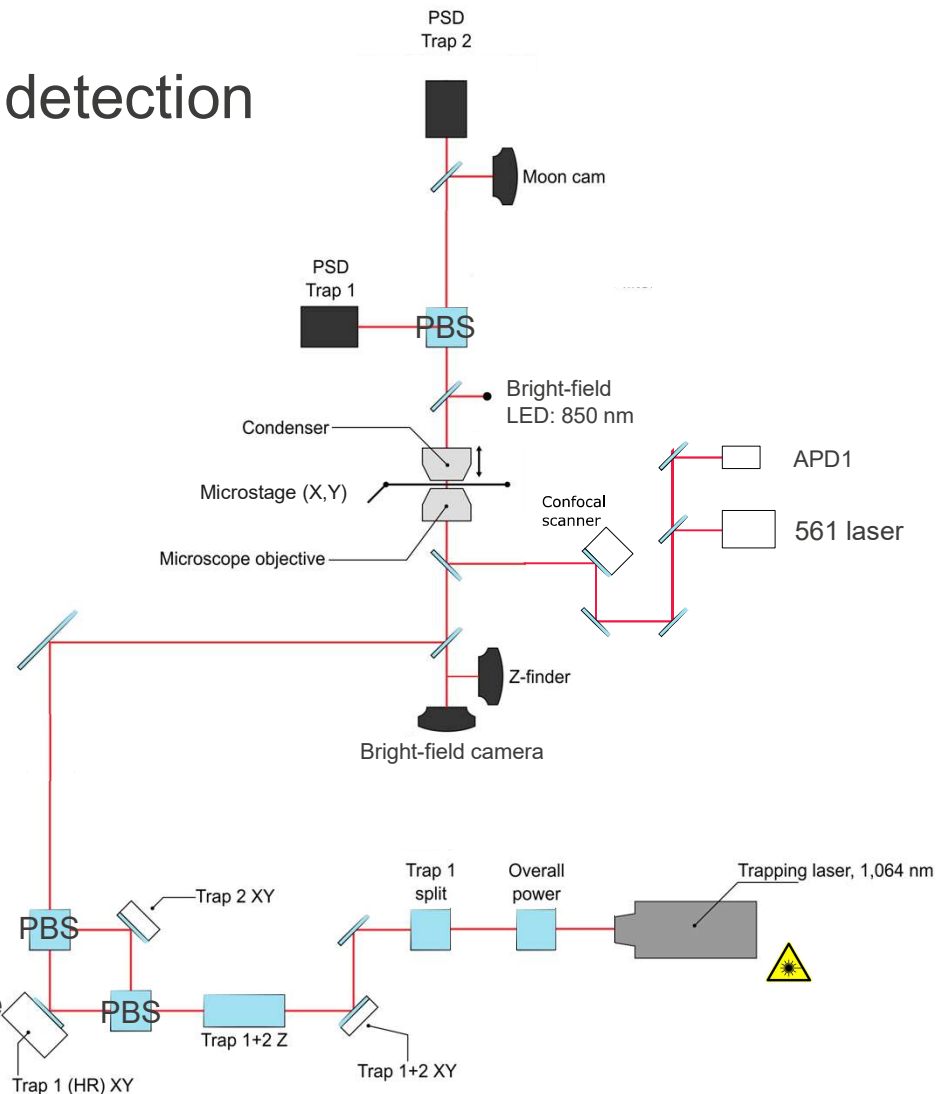 PSD
Trap 2
detection
Moon cam
PSD
Trap 1
PBS
Bright-field
LED: 850 nm
Condenser
Microstage (X,Y)
Confocal
scanner
APD1
561 laser
Microscope objective
Z-finder
Bright-field camera
Trap 1
split
Overall
power
Trapping laser, 1,064 nm
Trap 2 XY
PBS
PBS
Trap 1+2 Z
Trap 1+2 XY
Trap 1 (HR) XY